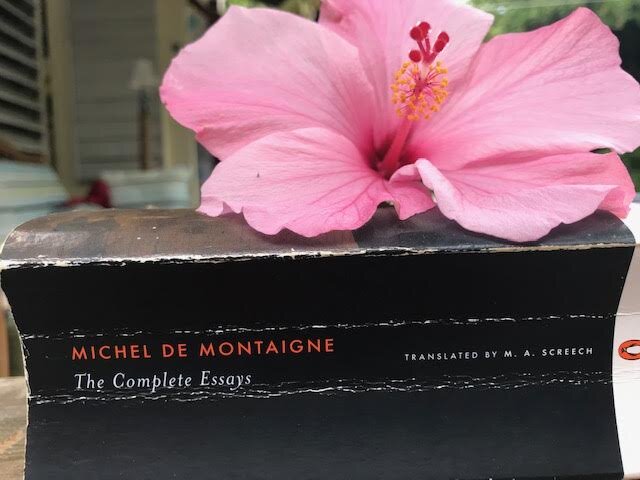 MICHEL DE MONTAIGNE
The Complete Essays
TRANSLATED BY M. A. SCREECH